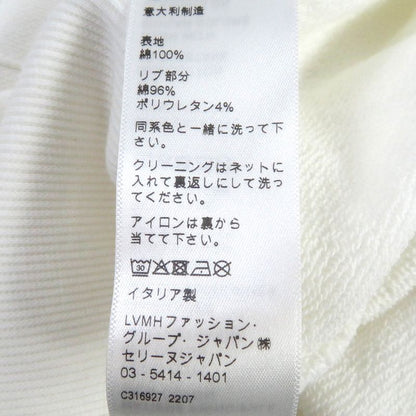 意大利制造
表地
綿100%
リブ部分
綿96%
ポリウレタン4%
同系色と一緒に洗って下
さい。
クリーニングはネットに
入れて裏返しにして洗っ
てください。
アイロンは裏から
当てて下さい。
30
イタリア製
LVMHファッション・
グループ・ジャパン㈱
セリーヌジャパン
03 - 5414 - 1401
C316927 2207